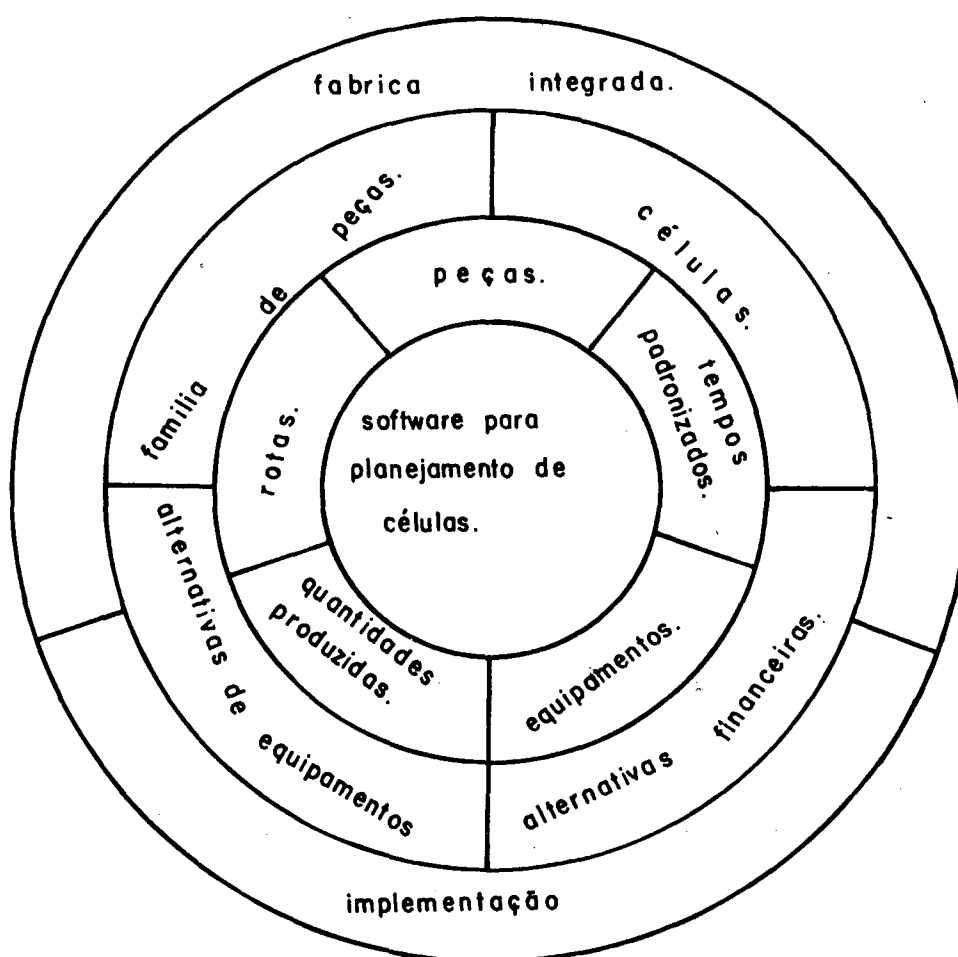 fabrica integrada.
familia de peças.
células.
peças.
rotas.
tempos
padronizados.
software para
planejamento de
células.
quantidades
produzidas.
equipamentos.
alternativas de equipamentos
alternativas financeiras.
implementação